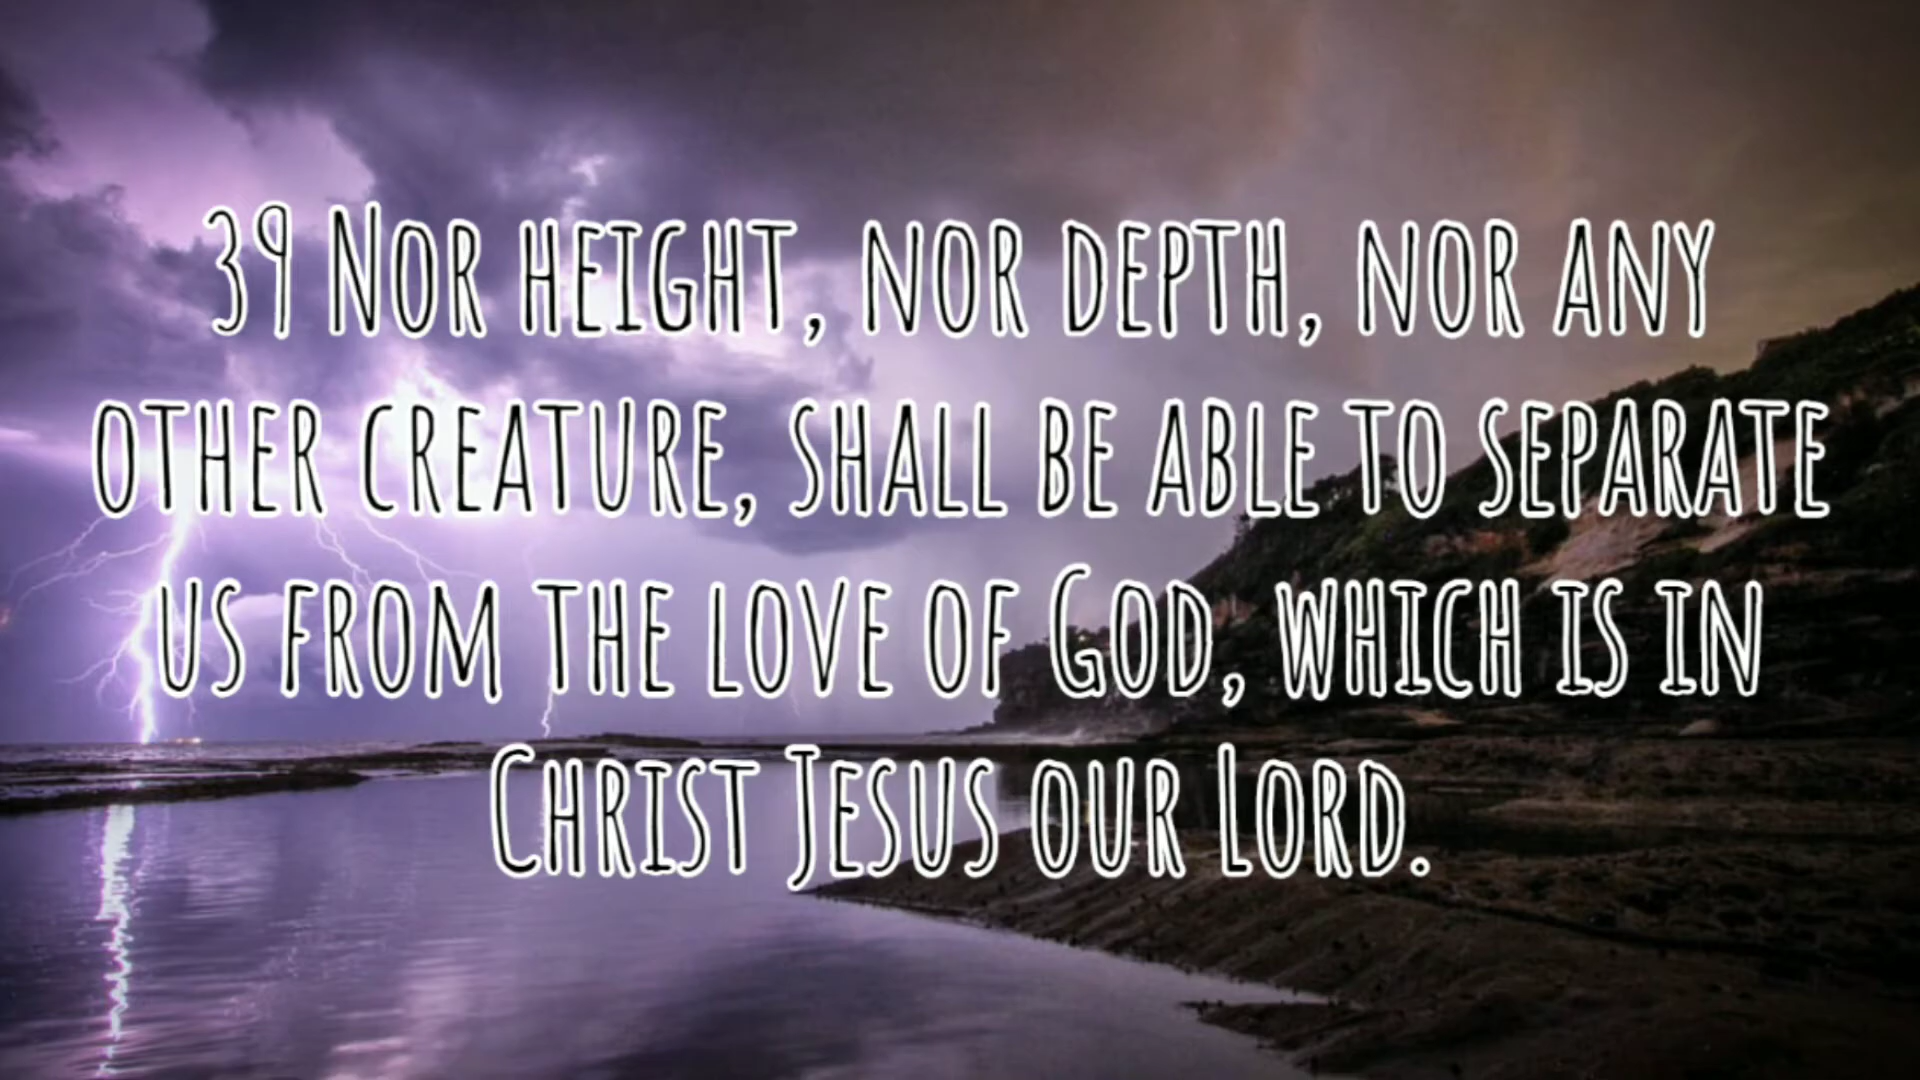 39 Nor height, nor depth, nor any
other creature, shall be able to separate
us from the love of God, which is in
Christ Jesus our Lord.